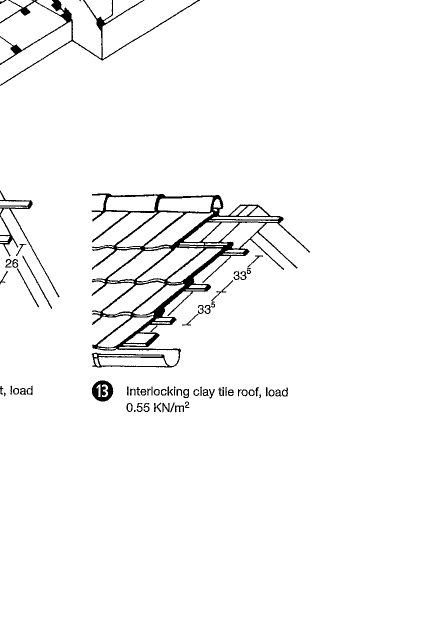 26
33⁵
33⁵
t, load
13 Interlocking clay tile roof, load
0.55 KN/m²